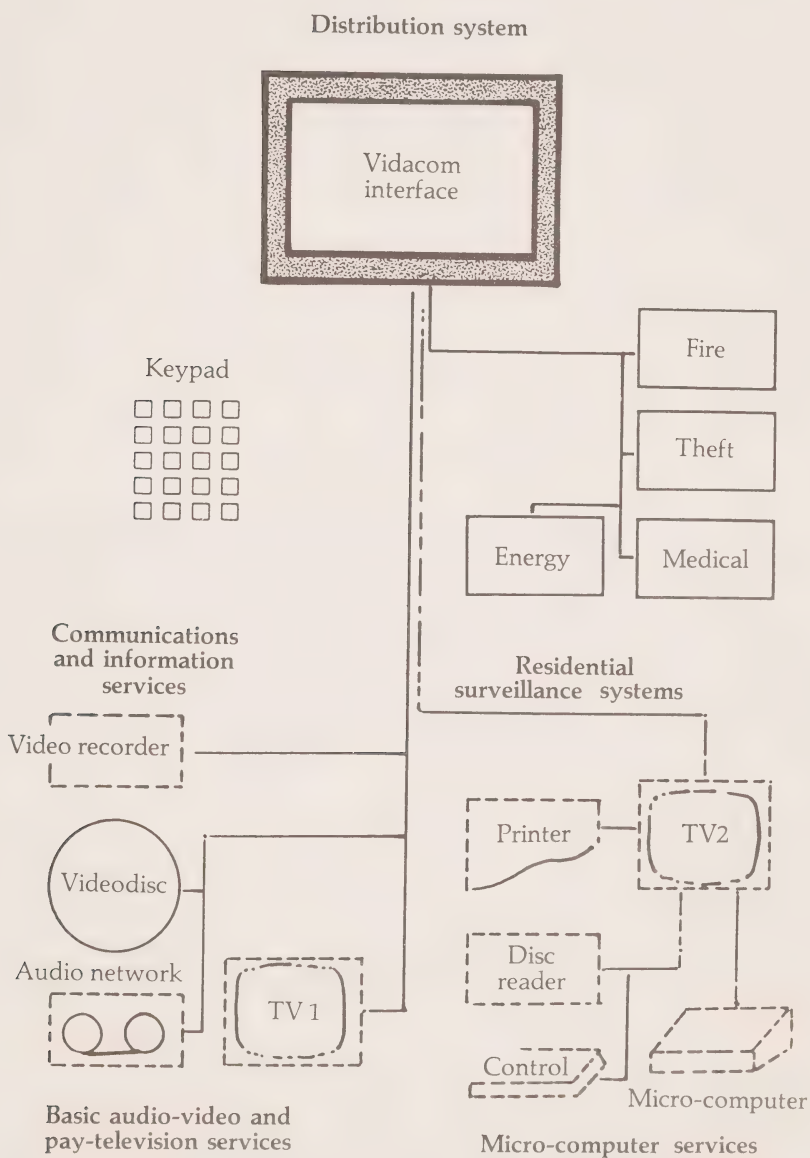 Distribution system
Vidacom
interface
Keypad
Fire
Theft
Energy
Medical
Communications
and information
services
Residential
surveillance systems
Video recorder
Printer
TV2
Videodisc
Disc
reader
Audio network
TV 1
Control
Micro-computer
Basic audio-video and
pay-television services
Micro-computer services